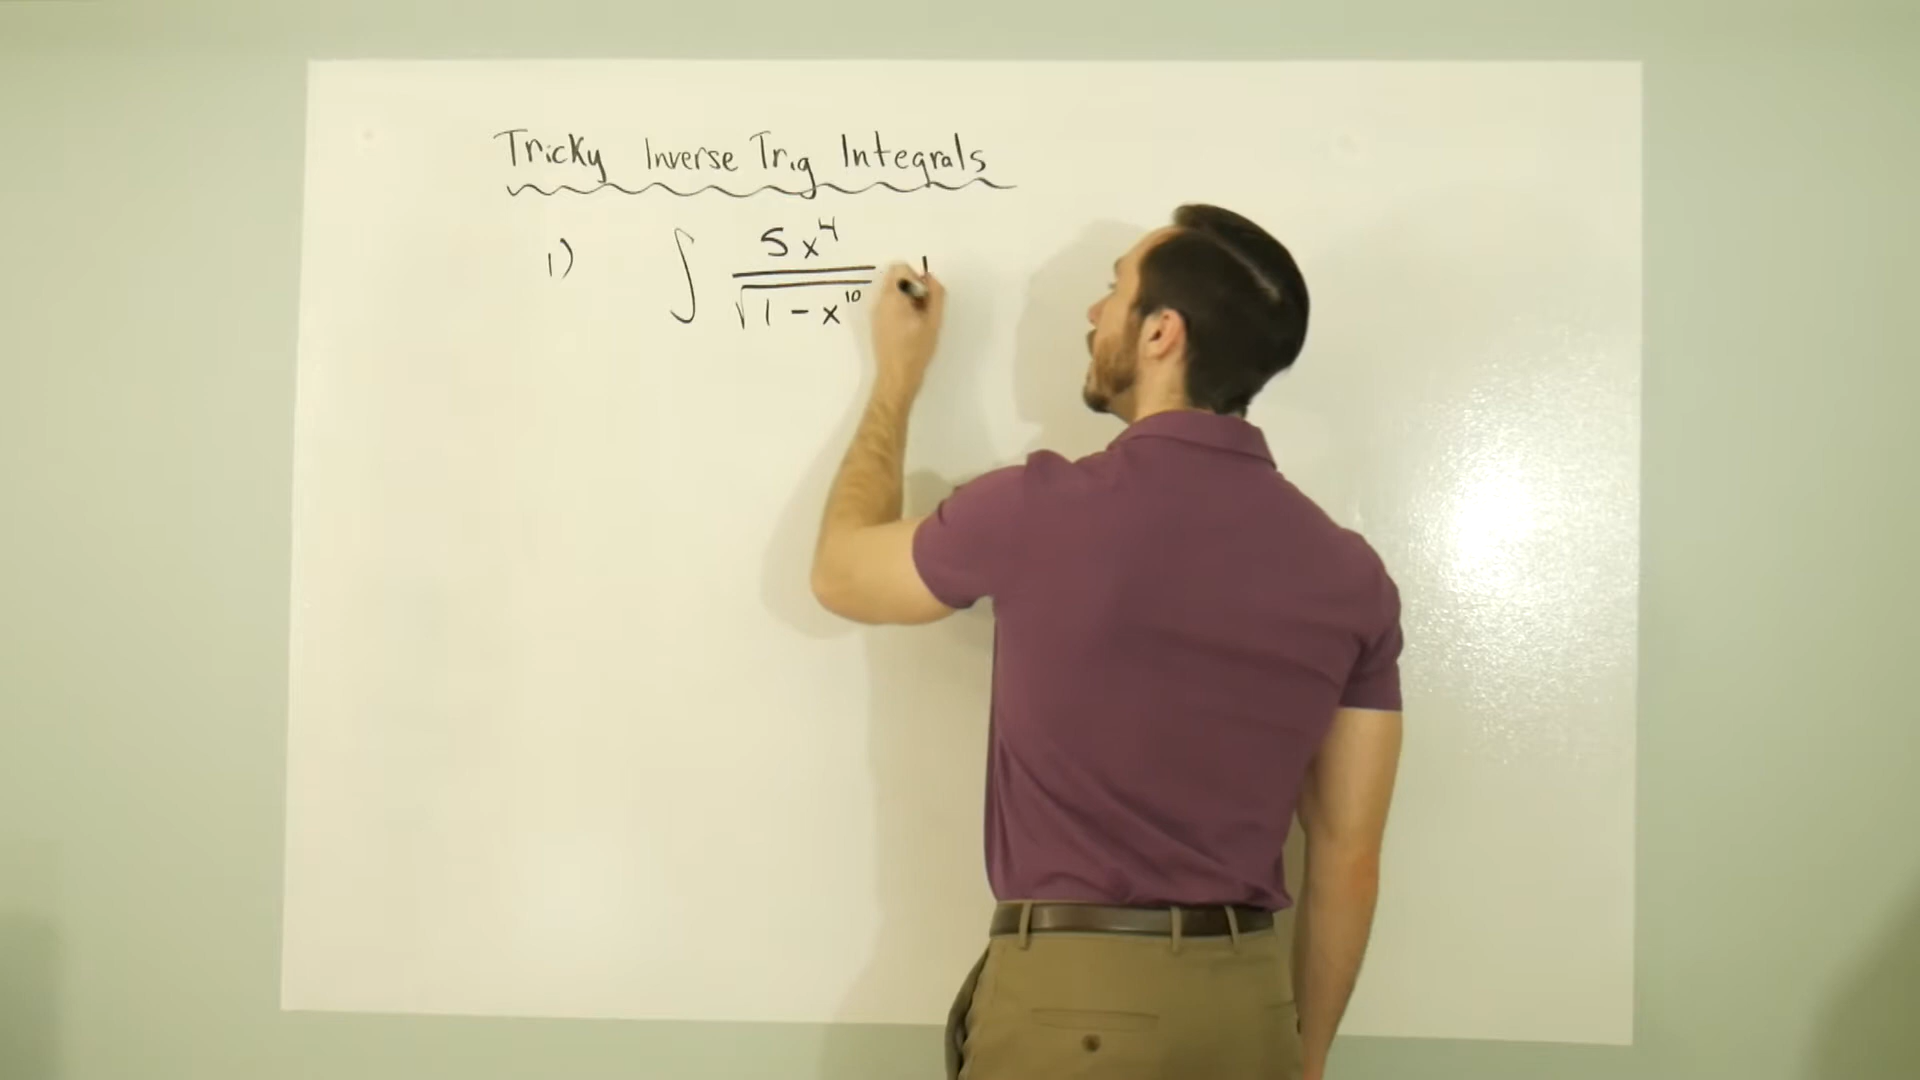 Tricky Inverse Trig Integrals
1) ∫ 5x⁴ / √(1 - x¹⁰)